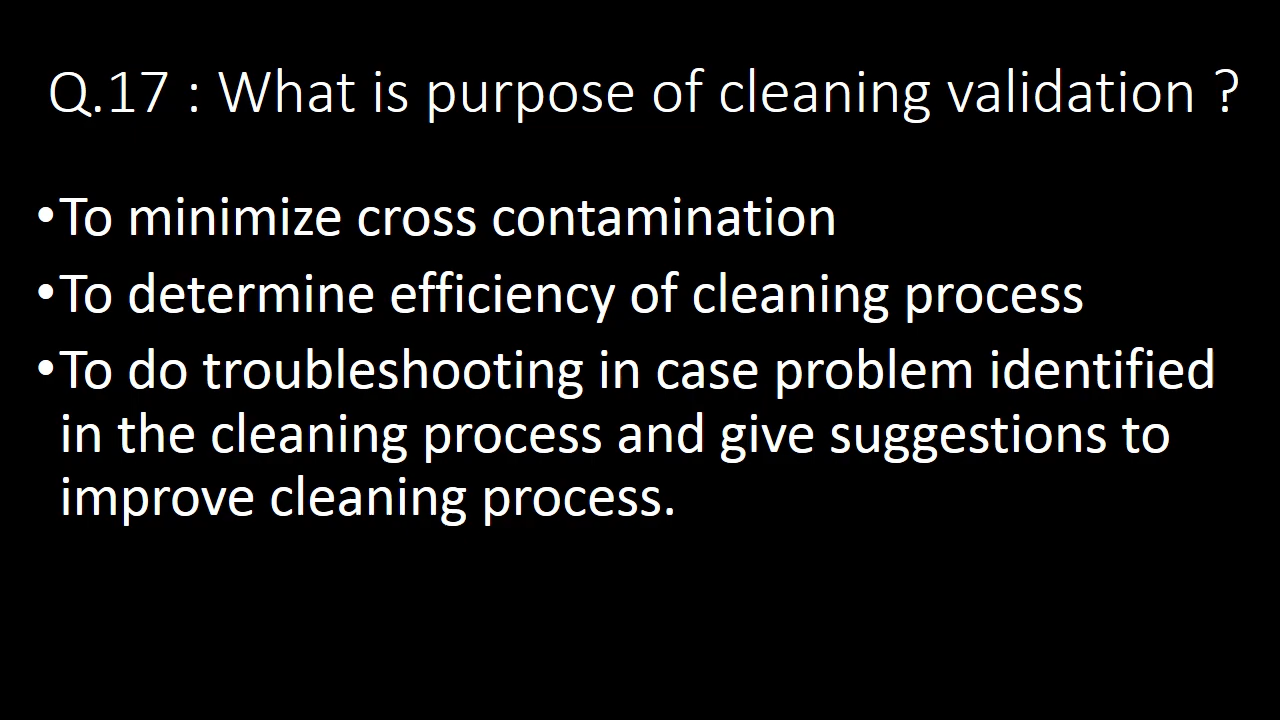 Q.17 : What is purpose of cleaning validation ?
•To minimize cross contamination
•To determine efficiency of cleaning process
•To do troubleshooting in case problem identified
in the cleaning process and give suggestions to
improve cleaning process.